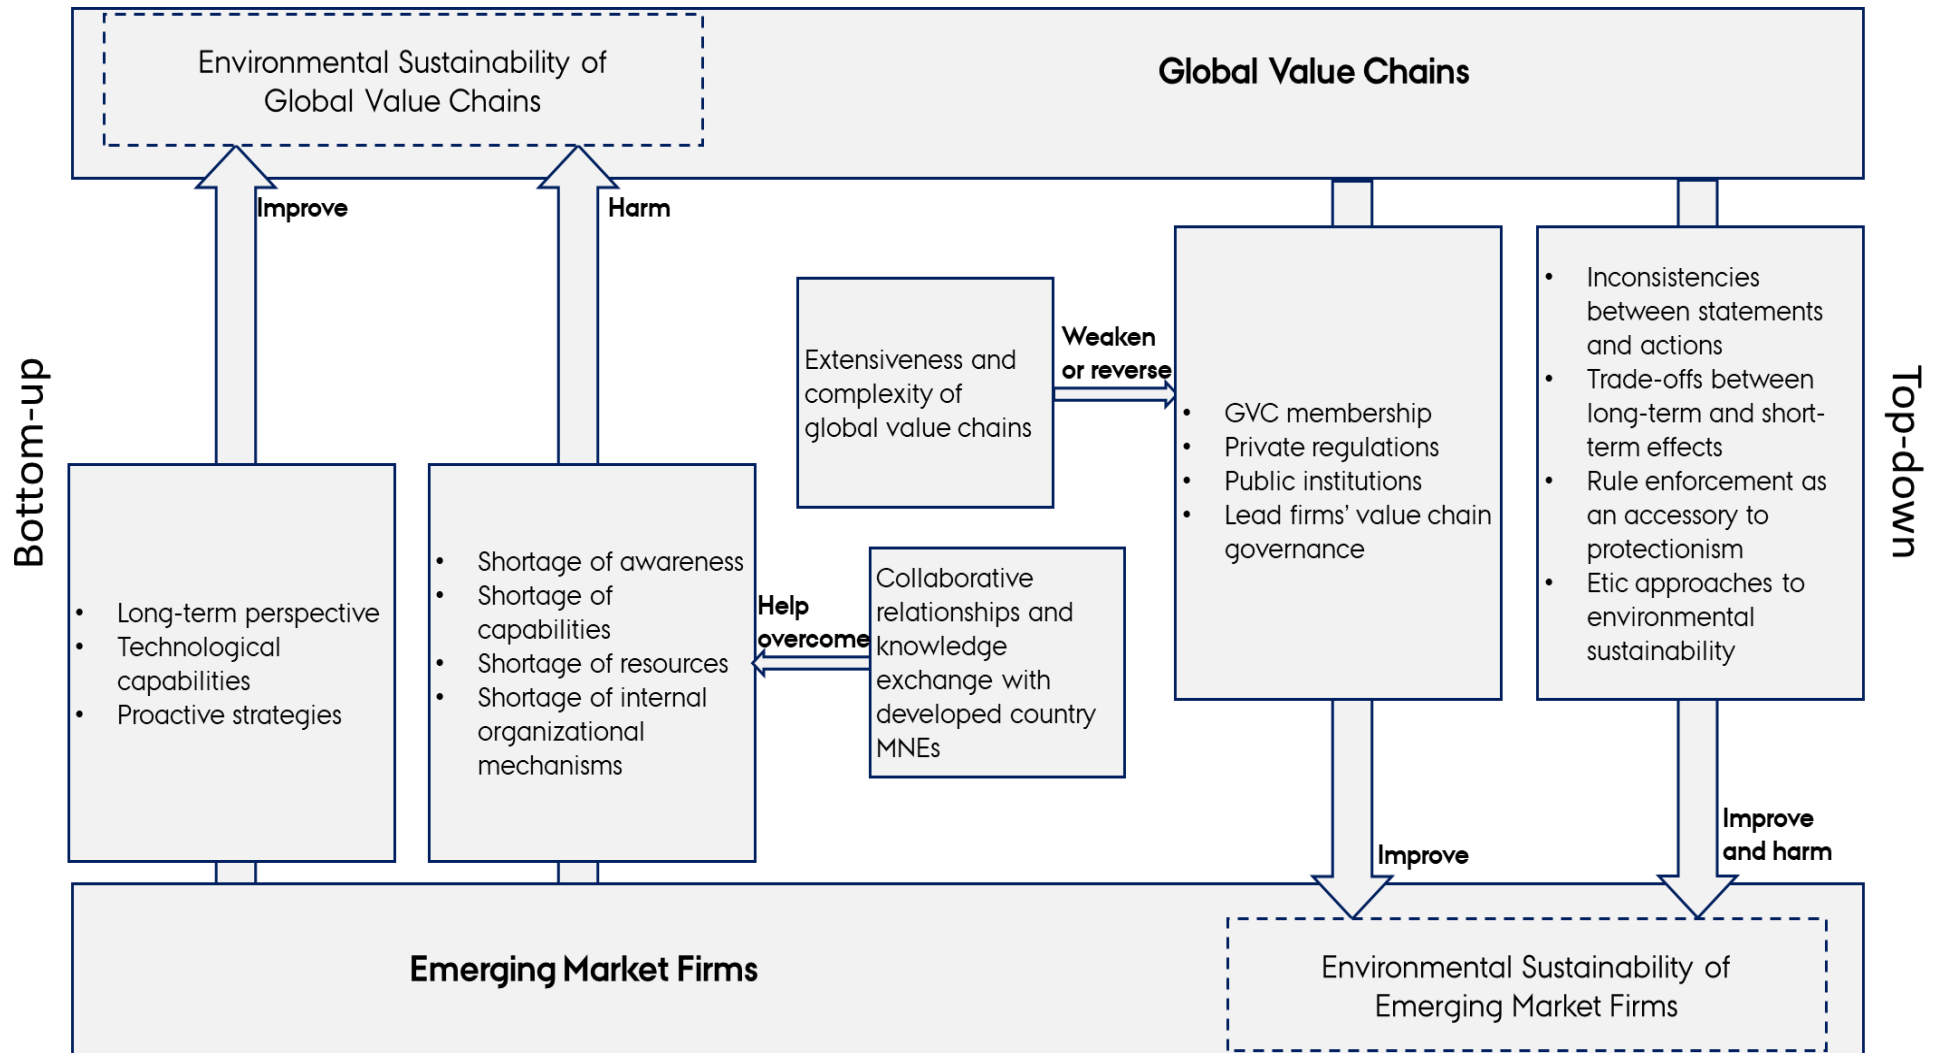 Environmental Sustainability of
Global Value Chains
Global Value Chains
Improve
Harm
Bottom-up
• Long-term perspective
• Technological
capabilities
• Proactive strategies
• Shortage of awareness
• Shortage of
capabilities
• Shortage of resources
• Shortage of internal
organizational
mechanisms
Extensiveness and
complexity of
global value chains
Weaken
or reverse
Help
overcome
Collaborative
relationships and
knowledge
exchange with
developed country
MNEs
• GVC membership
• Private regulations
• Public institutions
• Lead firms' value chain
governance
• Inconsistencies
between statements
and actions
• Trade-offs between
long-term and short-
term effects
• Rule enforcement as
an accessory to
protectionism
• Etic approaches to
environmental
sustainability
Top-down
Improve
Improve
and harm
Emerging Market Firms
Environmental Sustainability of
Emerging Market Firms